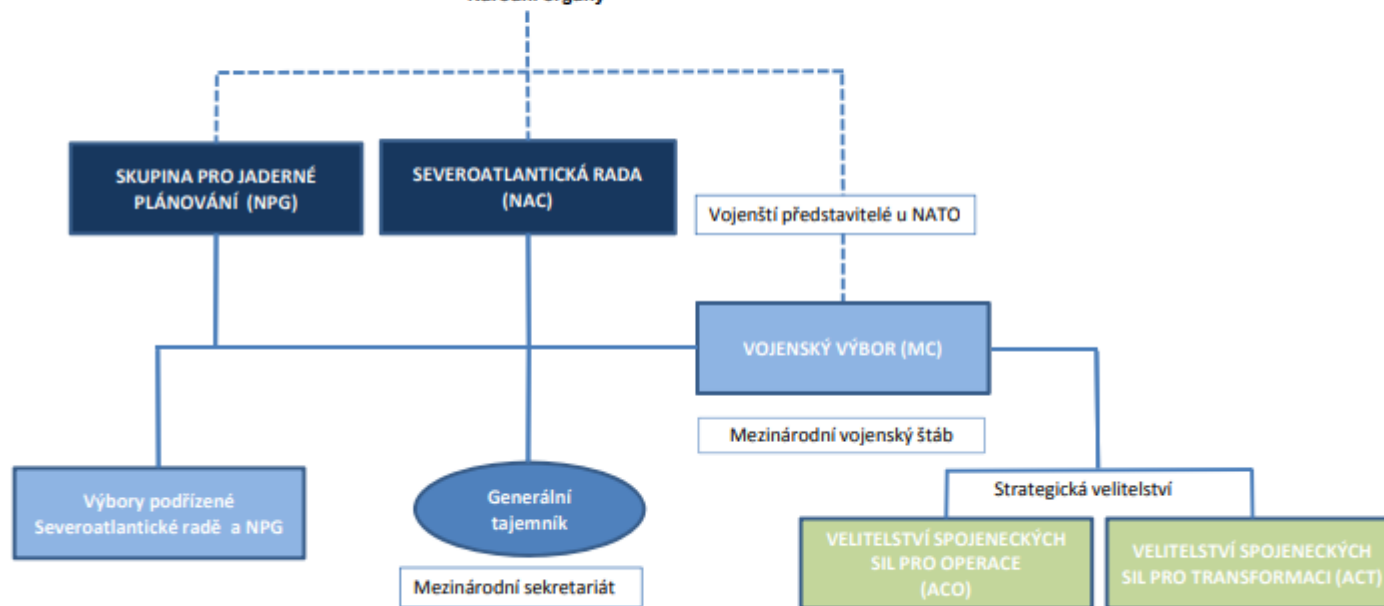 Národní orgány
SKUPINA PRO JADERNÉ
PLÁNOVÁNÍ (NPG)
SEVEROATLANTICKÁ RADA
(NAC)
Vojenští představitelé u NATO
VOJENSKÝ VÝBOR (MC)
Mezinárodní vojenský štáb
Výbory podřízené
Severoatlantické radě a NPG
Generální
tajemník
Mezinárodní sekretariát
Strategická velitelství
VELITELSTVÍ SPOJENECKÝCH
SIL PRO OPERACE
(ACO)
VELITELSTVÍ SPOJENECKÝCH
SIL PRO TRANSFORMACI (ACT)